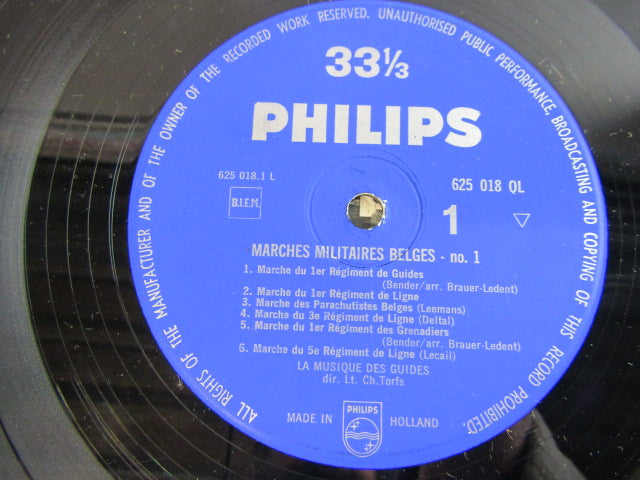 ALL RIGHTS OF THE MANUFACTURER AND OF THE OWNER OF THE RECORDED WORK RESERVED. UNAUTHORISED PUBLIC PERFORMANCE, BROADCASTING AND COPYING OF THIS RECORD PROHIBITED.
33⅓
PHILIPS
625 018.1 L
625 018 QL
B.I.E.M.
1
MARCHES MILITAIRES BELGES - no. 1
1. Marche du 1er Régiment de Guides
(Bender/arr. Brauer-Ledent)
2. Marche du 1er Régiment de Ligne
3. Marche des Parachutistes Belges (Leemans)
4. Marche du 3e Régiment de Ligne (Deltal)
5. Marche du 1er Régiment des Grenadiers
(Bender/arr. Brauer-Ledent)
6. Marche du 5e Régiment de Ligne (Lecail)
LA MUSIQUE DES GUIDES
dir. Lt. Ch.Torfs
MADE IN HOLLAND
PHILIPS